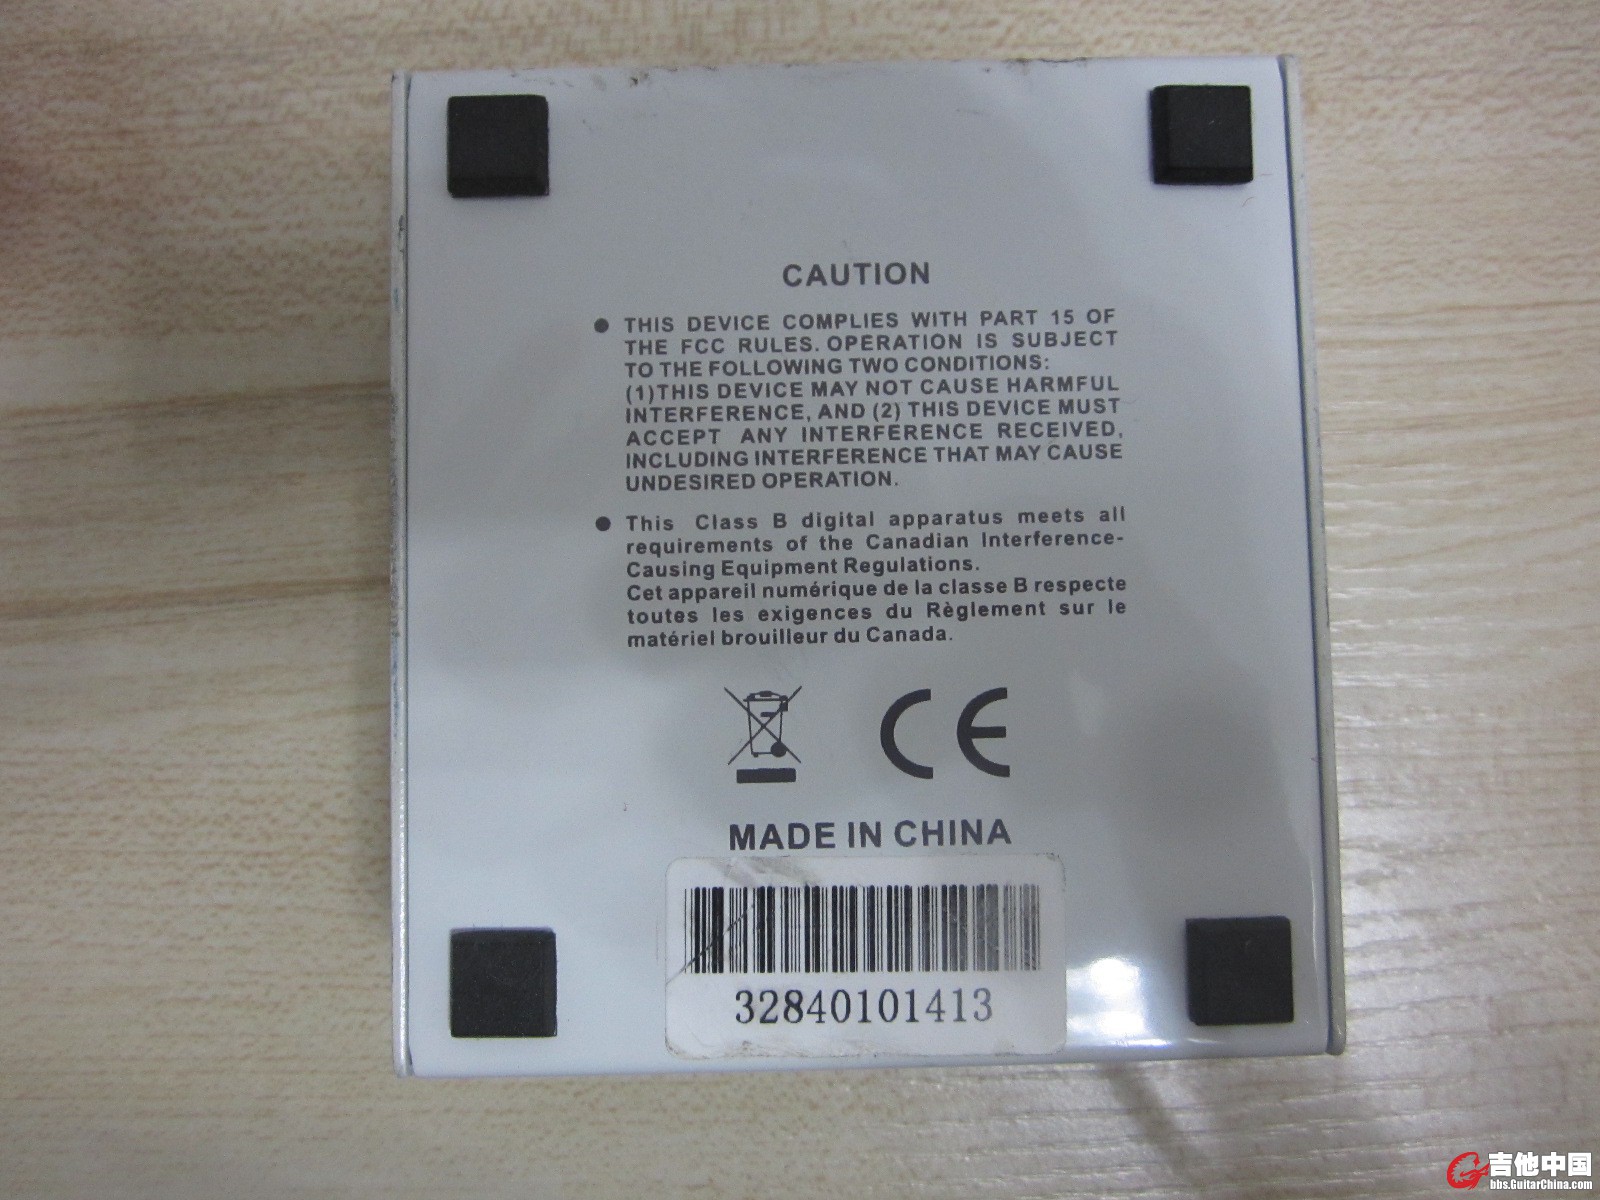 CAUTION
● THIS DEVICE COMPLIES WITH PART 15 OF
THE FCC RULES. OPERATION IS SUBJECT
TO THE FOLLOWING TWO CONDITIONS:
(1)THIS DEVICE MAY NOT CAUSE HARMFUL
INTERFERENCE, AND (2) THIS DEVICE MUST
ACCEPT ANY INTERFERENCE RECEIVED,
INCLUDING INTERFERENCE THAT MAY CAUSE
UNDESIRED OPERATION.
● This Class B digital apparatus meets all
requirements of the Canadian Interference-
Causing Equipment Regulations.
Cet appareil numérique de la classe B respecte
toutes les exigences du Règlement sur le
matériel brouilleur du Canada.
CE
MADE IN CHINA
32840101413
吉他中国
bbs.GuitarChina.com